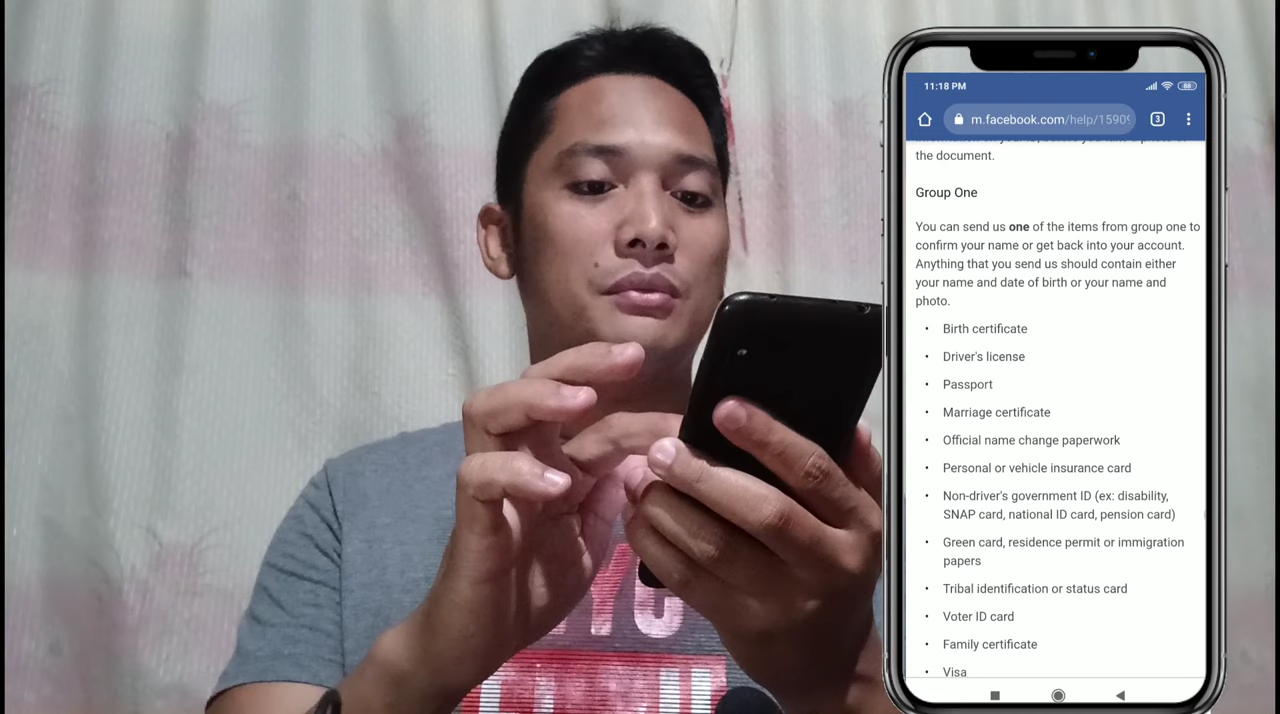 11:18 PM
88
m.facebook.com/help/1590
3
the document.
Group One
You can send us one of the items from group one to
confirm your name or get back into your account.
Anything that you send us should contain either
your name and date of birth or your name and
photo.
• Birth certificate
• Driver's license
• Passport
• Marriage certificate
• Official name change paperwork
• Personal or vehicle insurance card
• Non-driver's government ID (ex: disability,
SNAP card, national ID card, pension card)
• Green card, residence permit or immigration
papers
• Tribal identification or status card
• Voter ID card
• Family certificate
• Visa
YC